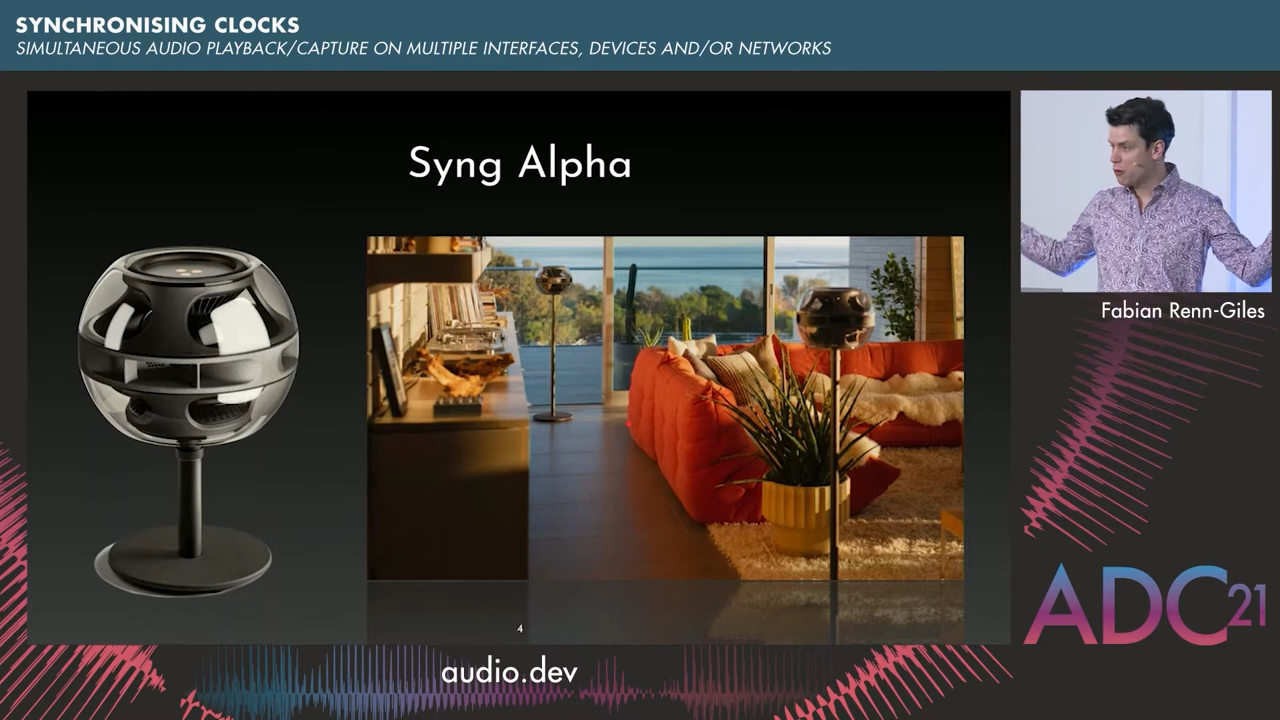 SYNCHRONISING CLOCKS
SIMULTANEOUS AUDIO PLAYBACK/CAPTURE ON MULTIPLE INTERFACES, DEVICES AND/OR NETWORKS
Syng Alpha
Fabian Renn-Giles
4
ADC21
audio.dev